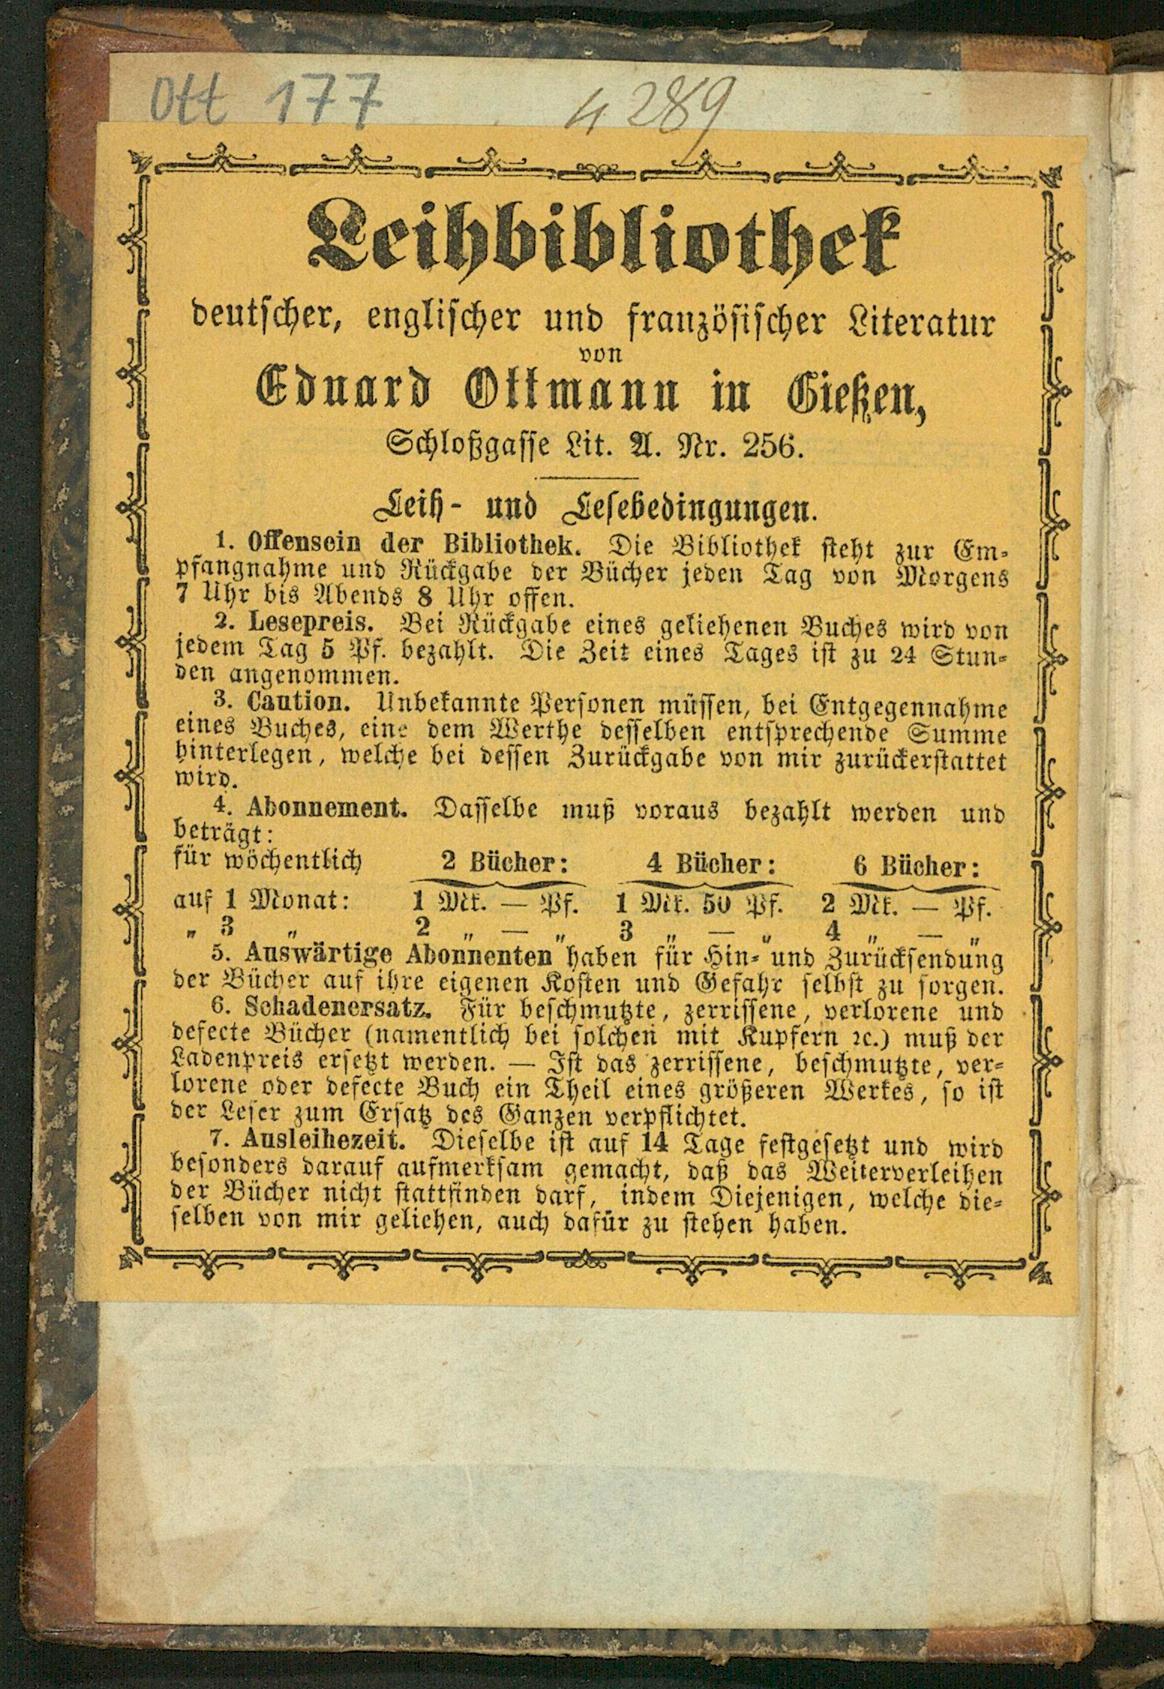 Ott 177
4289
Leihbibliothek
deutscher, englischer und französischer Literatur
von
Eduard Ottmann in Gießen,
Schloßgasse Lit. A. Nr. 256.
Leih- und Lesebedingungen.
1. Offensein der Bibliothek. Die Bibliothek steht zur Em-
pfangnahme und Rückgabe der Bücher jeden Tag von Morgens
7 Uhr bis Abends 8 Uhr offen.
2. Lesepreis. Bei Rückgabe eines geliehenen Buches wird von
jedem Tag 5 Pf. bezahlt. Die Zeit eines Tages ist zu 24 Stun-
den angenommen.
3. Caution. Unbekannte Personen müssen, bei Entgegennahme
eines Buches, eine dem Werthe desselben entsprechende Summe
hinterlegen, welche bei dessen Zurückgabe von mir zurückerstattet
wird.
4. Abonnement. Dasselbe muß voraus bezahlt werden und
beträgt:
für wöchentlich 2 Bücher: 4 Bücher: 6 Bücher:
auf 1 Monat: 1 Mk. — Pf. 1 Mk. 50 Pf. 2 Mk. — Pf.
„ 3 „ 2 „ — „ 3 „ — „ 4 „ — „
5. Auswärtige Abonnenten haben für Hin- und Zurücksendung
der Bücher auf ihre eigenen Kosten und Gefahr selbst zu sorgen.
6. Schadenersatz. Für beschmutzte, zerrissene, verlorene und
defecte Bücher (namentlich bei solchen mit Kupfern ꝛc.) muß der
Ladenpreis ersetzt werden. — Ist das zerrissene, beschmutzte, ver-
lorene oder defecte Buch ein Theil eines größeren Werkes, so ist
der Leser zum Ersatz des Ganzen verpflichtet.
7. Ausleihezeit. Dieselbe ist auf 14 Tage festgesetzt und wird
besonders darauf aufmerksam gemacht, daß das Weiterverleihen
der Bücher nicht stattfinden darf, indem Diejenigen, welche die-
selben von mir geliehen, auch dafür zu stehen haben.